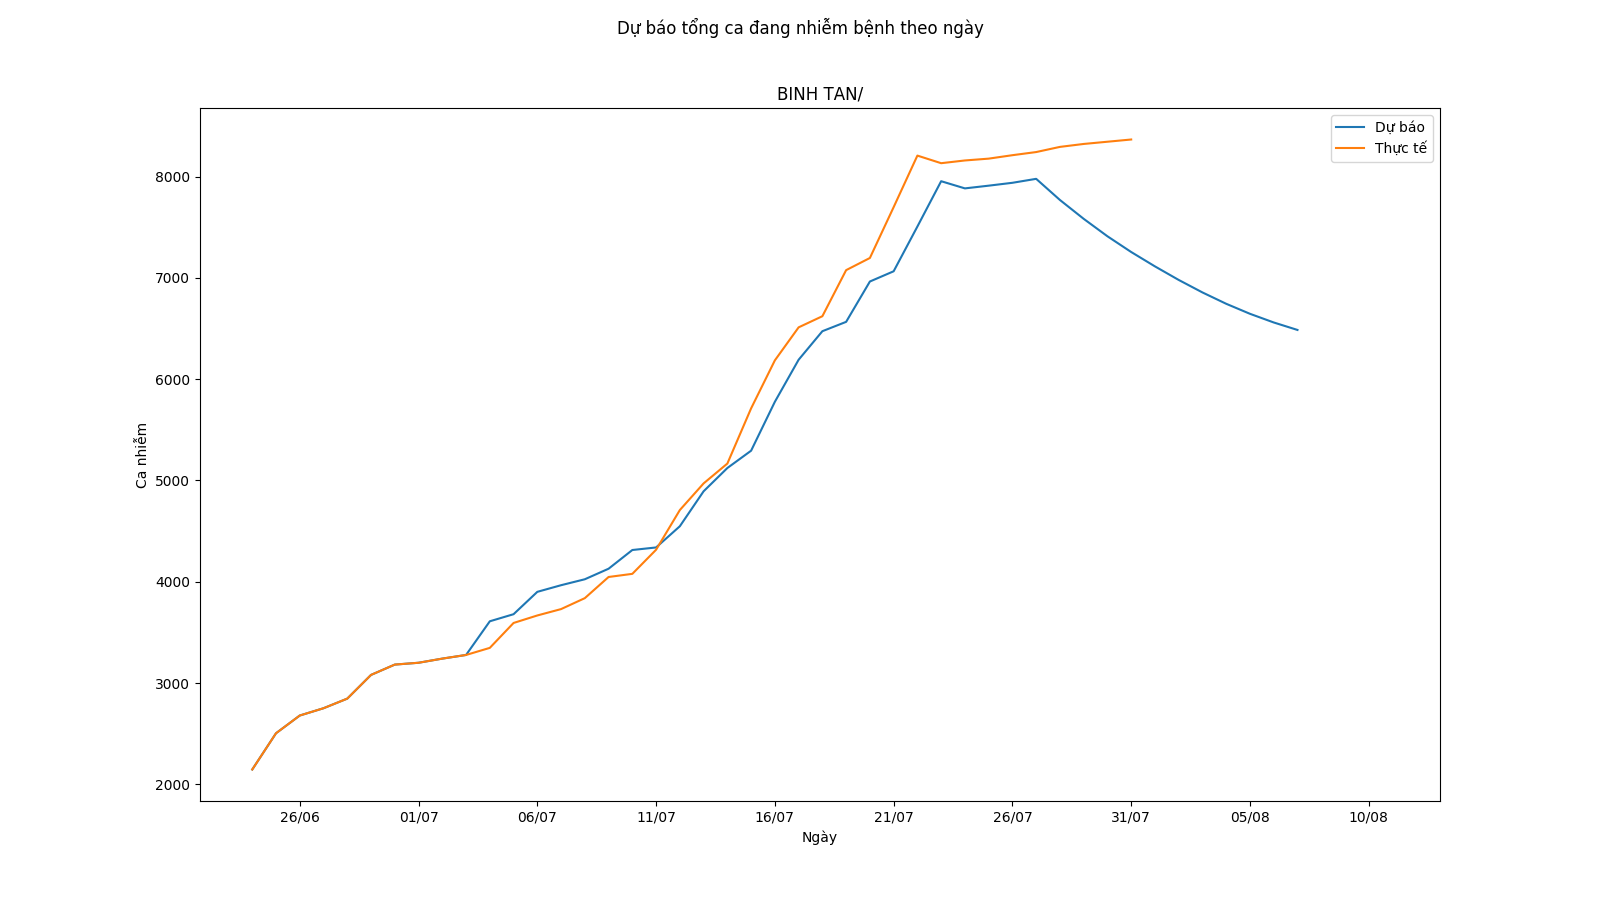 Dự báo tổng ca đang nhiễm bệnh theo ngày
BINH TAN/
Dự báo
Thực tế
8000
7000
6000
5000
4000
3000
2000
Ca nhiễm
26/06 01/07 06/07 11/07 16/07 21/07 26/07 31/07 05/08 10/08
Ngày